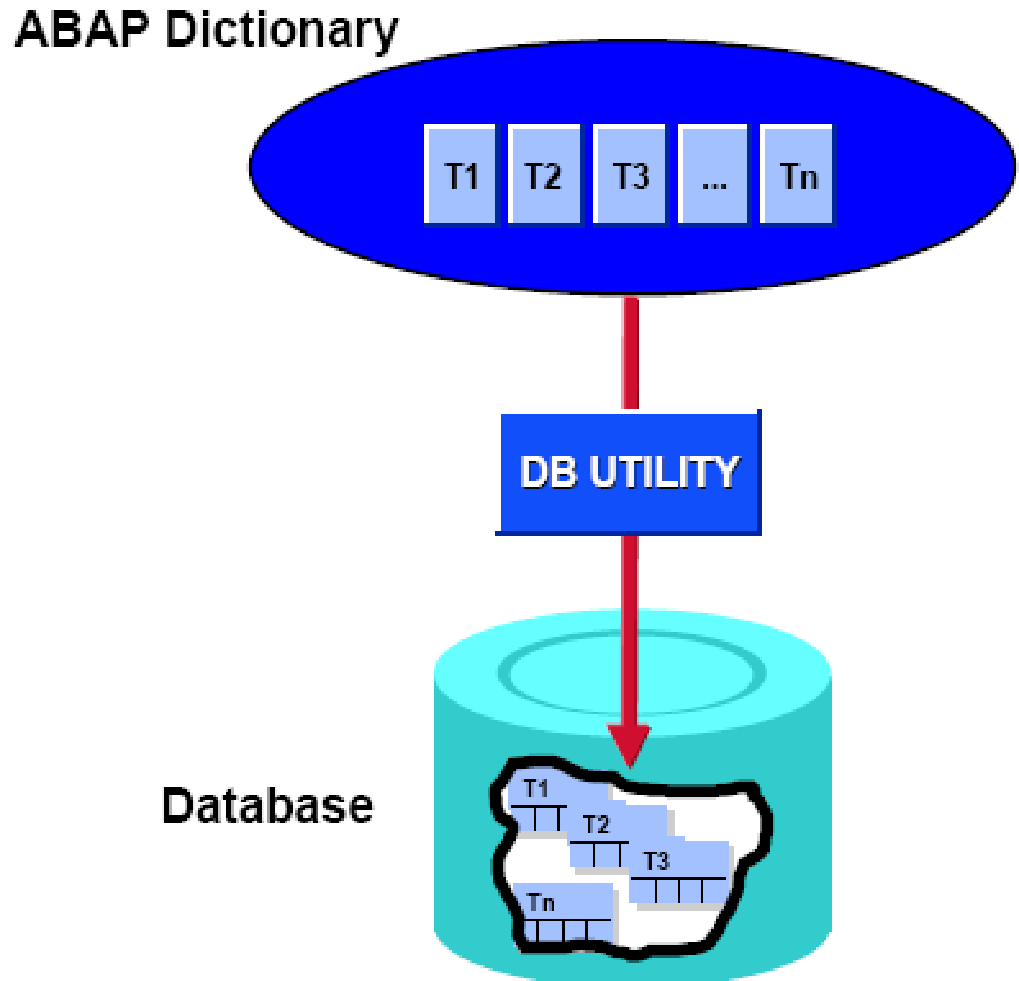 ABAP Dictionary
T1 T2 T3 ... Tn
DB UTILITY
Database
T1
T2
T3
Tn